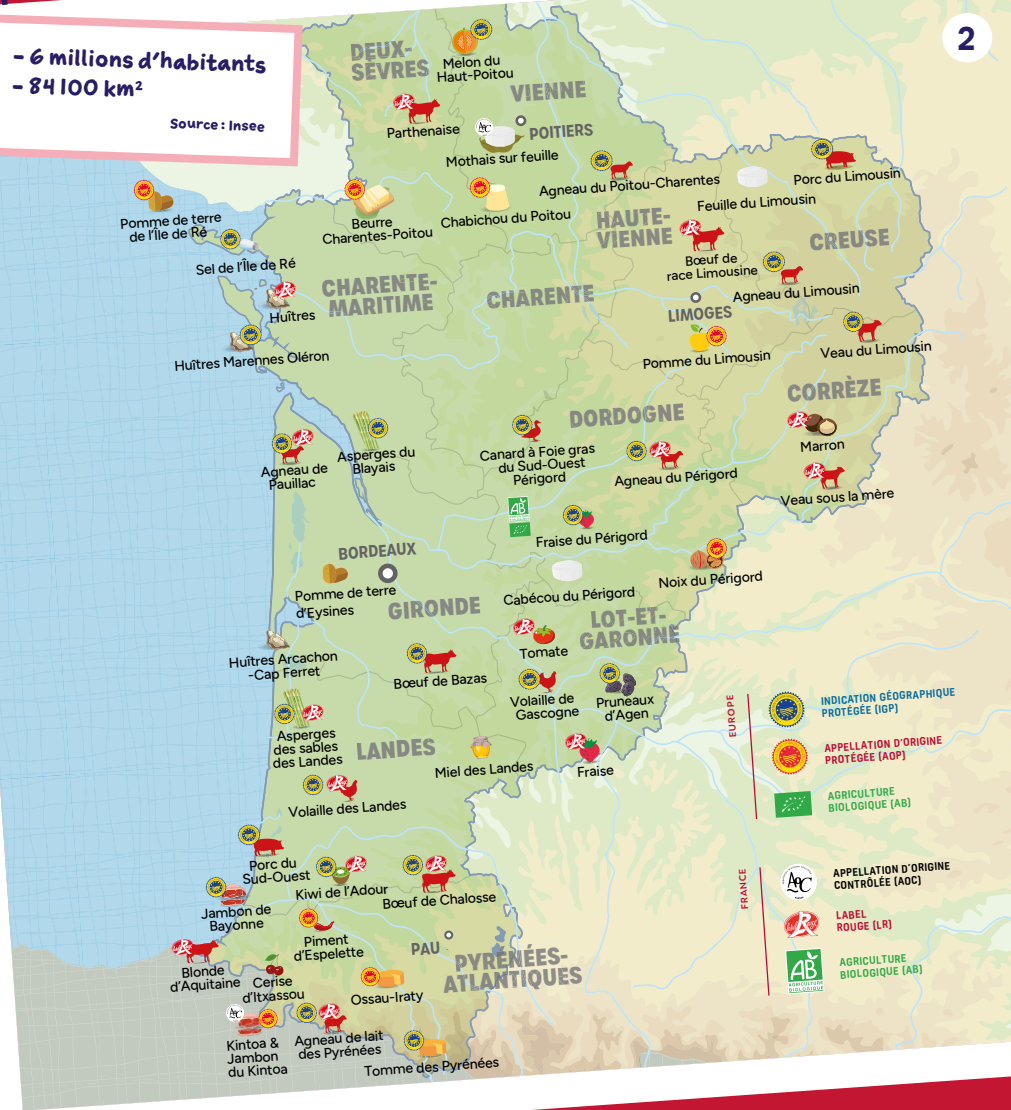 - 6 millions d'habitants
- 84 100 km²
Source : Insee
2
DEUX-
SÈVRES
Melon du
Haut-Poitou
VIENNE
Parthenaise
POITIERS
AOC
Mothais sur feuille
Agneau du Poitou-Charentes
Porc du Limousin
Feuille du Limousin
Pomme de terre
de l'Île de Ré
Beurre
Charentes-Poitou
Chabichou du Poitou
HAUTE-
VIENNE
CREUSE
Sel de l'Île de Ré
Bœuf de
race Limousine
Agneau du Limousin
CHARENTE-
MARITIME
CHARENTE
Huîtres
LIMOGES
Huîtres Marennes Oléron
Pomme du Limousin
Veau du Limousin
CORRÈZE
DORDOGNE
Marron
Agneau de
Pauillac
Asperges du
Blayais
Canard à Foie gras
du Sud-Ouest
Périgord
Agneau du Périgord
Veau sous la mère
AB
Fraise du Périgord
BORDEAUX
Noix du Périgord
Pomme de terre
d'Eysines
GIRONDE
Cabécou du Périgord
LOT-ET-
GARONNE
Tomate
Huîtres Arcachon
-Cap Ferret
Bœuf de Bazas
Volaille de
Gascogne
Pruneaux
d'Agen
Asperges
des sables
des Landes
LANDES
Miel des Landes
Fraise
Volaille des Landes
Porc du
Sud-Ouest
Kiwi de l'Adour
Bœuf de Chalosse
Jambon de
Bayonne
Piment
d'Espelette
PAU
PYRÉNÉES-
ATLANTIQUES
Blonde
d'Aquitaine
Cerise
d'Itxassou
Ossau-Iraty
AOC
Kintoa &
Jambon
du Kintoa
Agneau de lait
des Pyrénées
Tomme des Pyrénées
EUROPE
INDICATION GÉOGRAPHIQUE
PROTÉGÉE (IGP)
APPELLATION D'ORIGINE
PROTÉGÉE (AOP)
AGRICULTURE
BIOLOGIQUE (AB)
FRANCE
AOC
APPELLATION D'ORIGINE
CONTRÔLÉE (AOC)
LABEL
ROUGE (LR)
AB
AGRICULTURE
BIOLOGIQUE
AGRICULTURE
BIOLOGIQUE (AB)